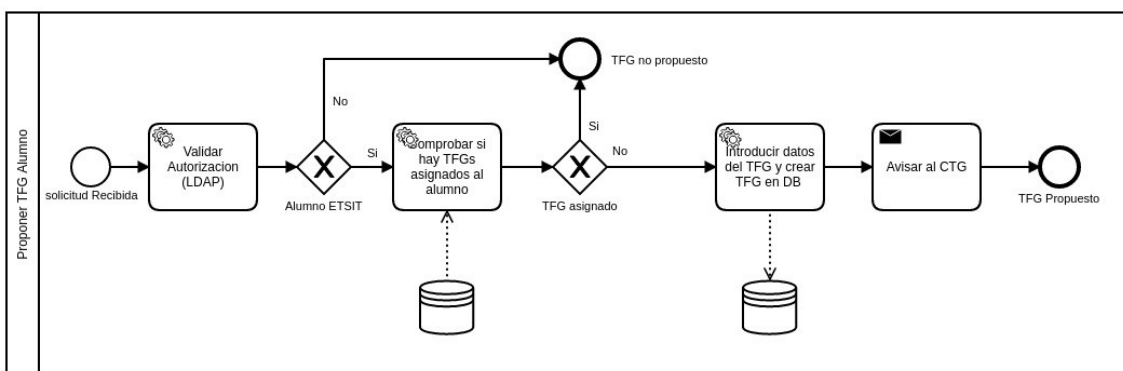 Proponer TFG Alumno
solicitud Recibida
Validar
Autorizacion
(LDAP)
No
Alumno ETSIT
Si
omprobar si
hay TFGs
asignados al
alumno
TFG no propuesto
Si
TFG asignado
No
Introducir datos
del TFG y crear
TFG en DB
Avisar al CTG
TFG Propuesto